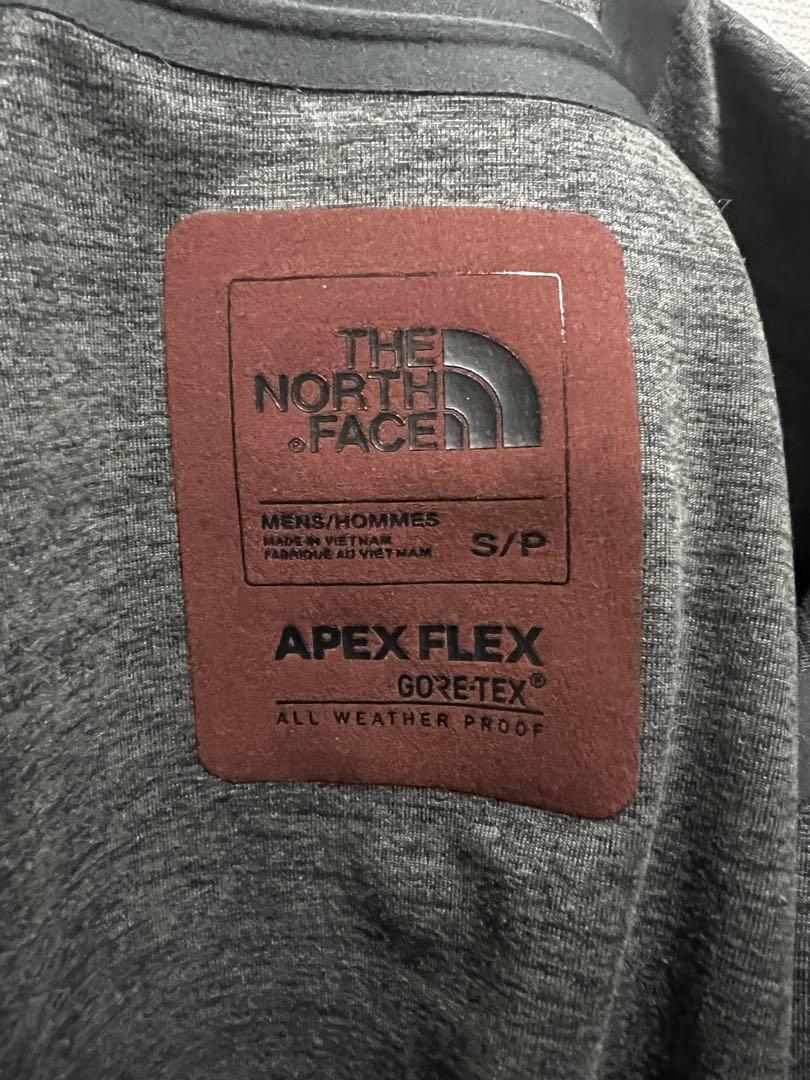 THE
NORTH
®FACE
MENS/HOMMES
MADE IN VIETNAM
FABRIQUÉ AU VIETNAM
S/P
APEX FLEX
GORE-TEX®
ALL WEATHER PROOF